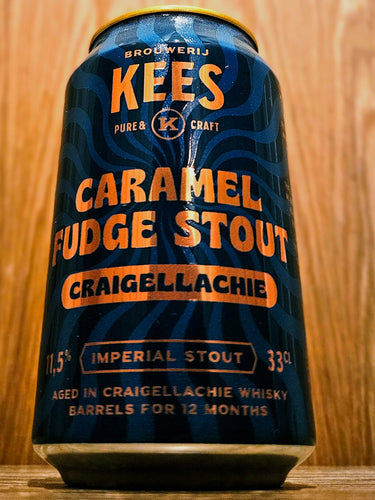 BROUWERIJ
KEES
PURE & K CRAFT
CARAMEL
FUDGE STOUT
CRAIGELLACHIE
11,5% IMPERIAL STOUT 33CL
AGED IN CRAIGELLACHIE WHISKY
BARRELS FOR 12 MONTHS